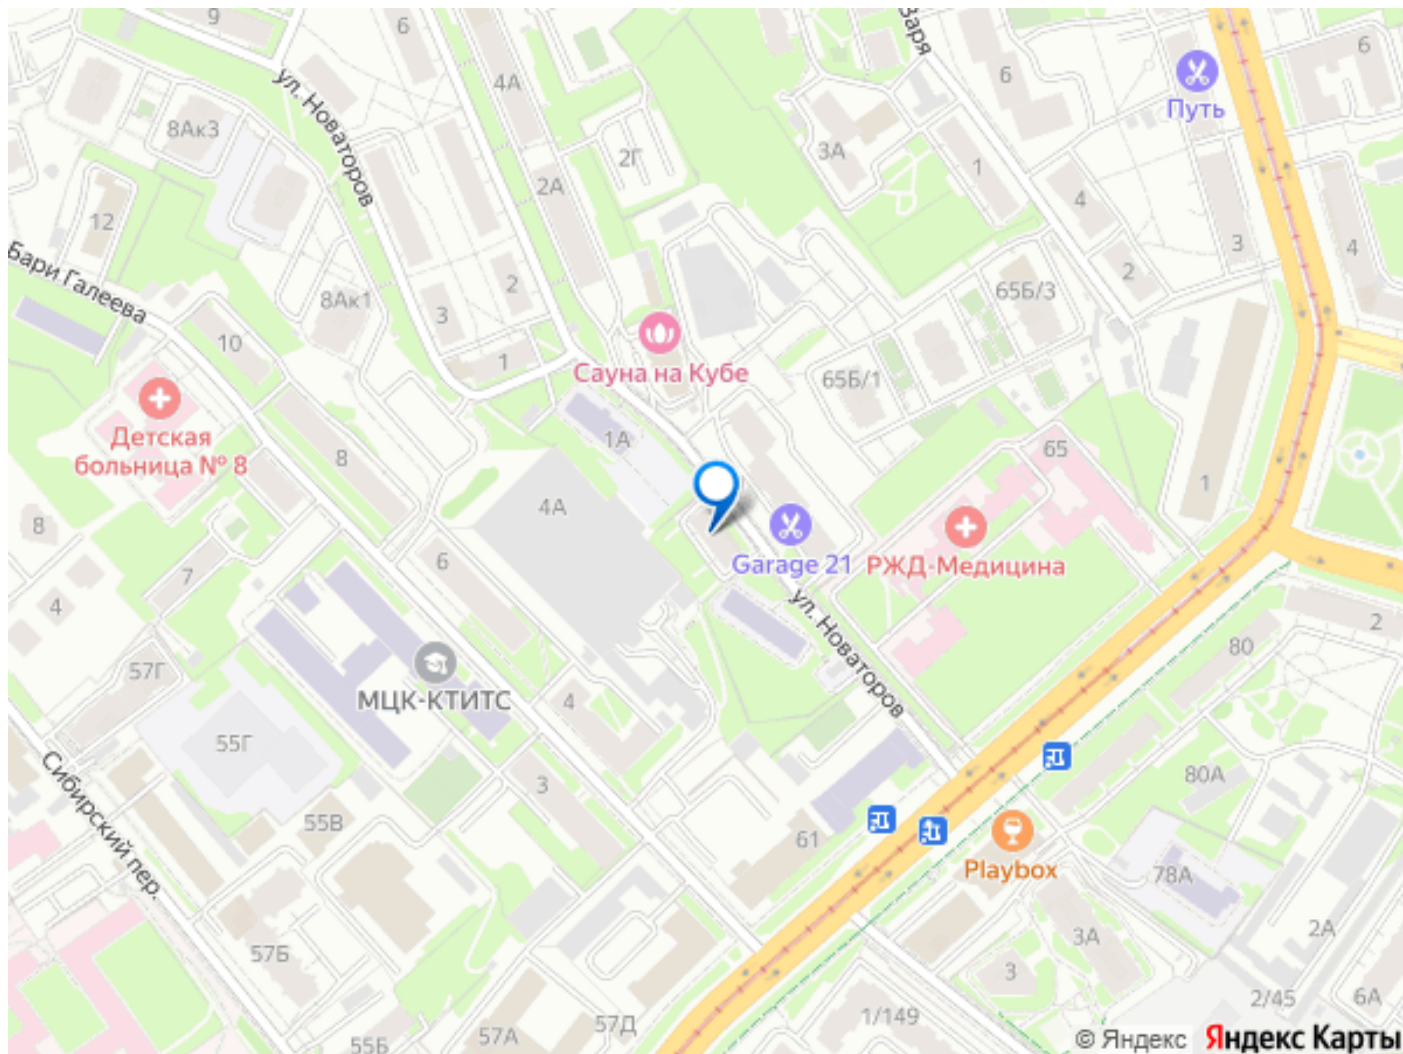 9
6
Заря
6
6
ул. Новаторов
4А
Путь
8Ак3
2Г
3А
1
2А
4
12
3
4
Бари Галеева
8Ак1
2
2
65Б/3
3
10
1
Сауна на Кубе
65Б/1
Детская
больница № 8
8
1А
65
1
4А
8
6
Garage 21
РЖД-Медицина
7
4
ул. Новаторов
2
80
57Г
МЦК-КТИТС
4
55Г
Сибирский пер.
3
80А
55В
61
Playbox
78А
57Б
3А
2А
3
2/45
6А
57А
57Д
1/149
55Б
© Яндекс Яндекс Карты